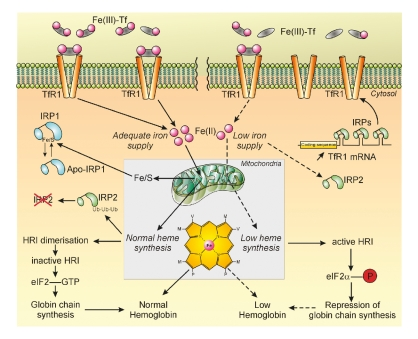 Fe(III)-Tf
Fe(III)-Tf
TfR1
TfR1
TfR1
TfR1
Cytosol
IRP1
Fe/S
Apo-IRP1
Adequate iron
supply
Fe(II)
Low iron
supply
IRPs
Coding sequence
TfR1 mRNA
Mitochondria
Fe/S
IRP2
IRP2
IRP2
Ub-Ub-Ub
Normal heme
synthesis
Low heme
synthesis
M
V
M
V
M
M
P
P
HRI dimerisation
inactive HRI
eIF2—GTP
Globin chain
synthesis
Normal
Hemoglobin
Low
Hemoglobin
active HRI
eIF2α
P
Repression of
globin chain synthesis